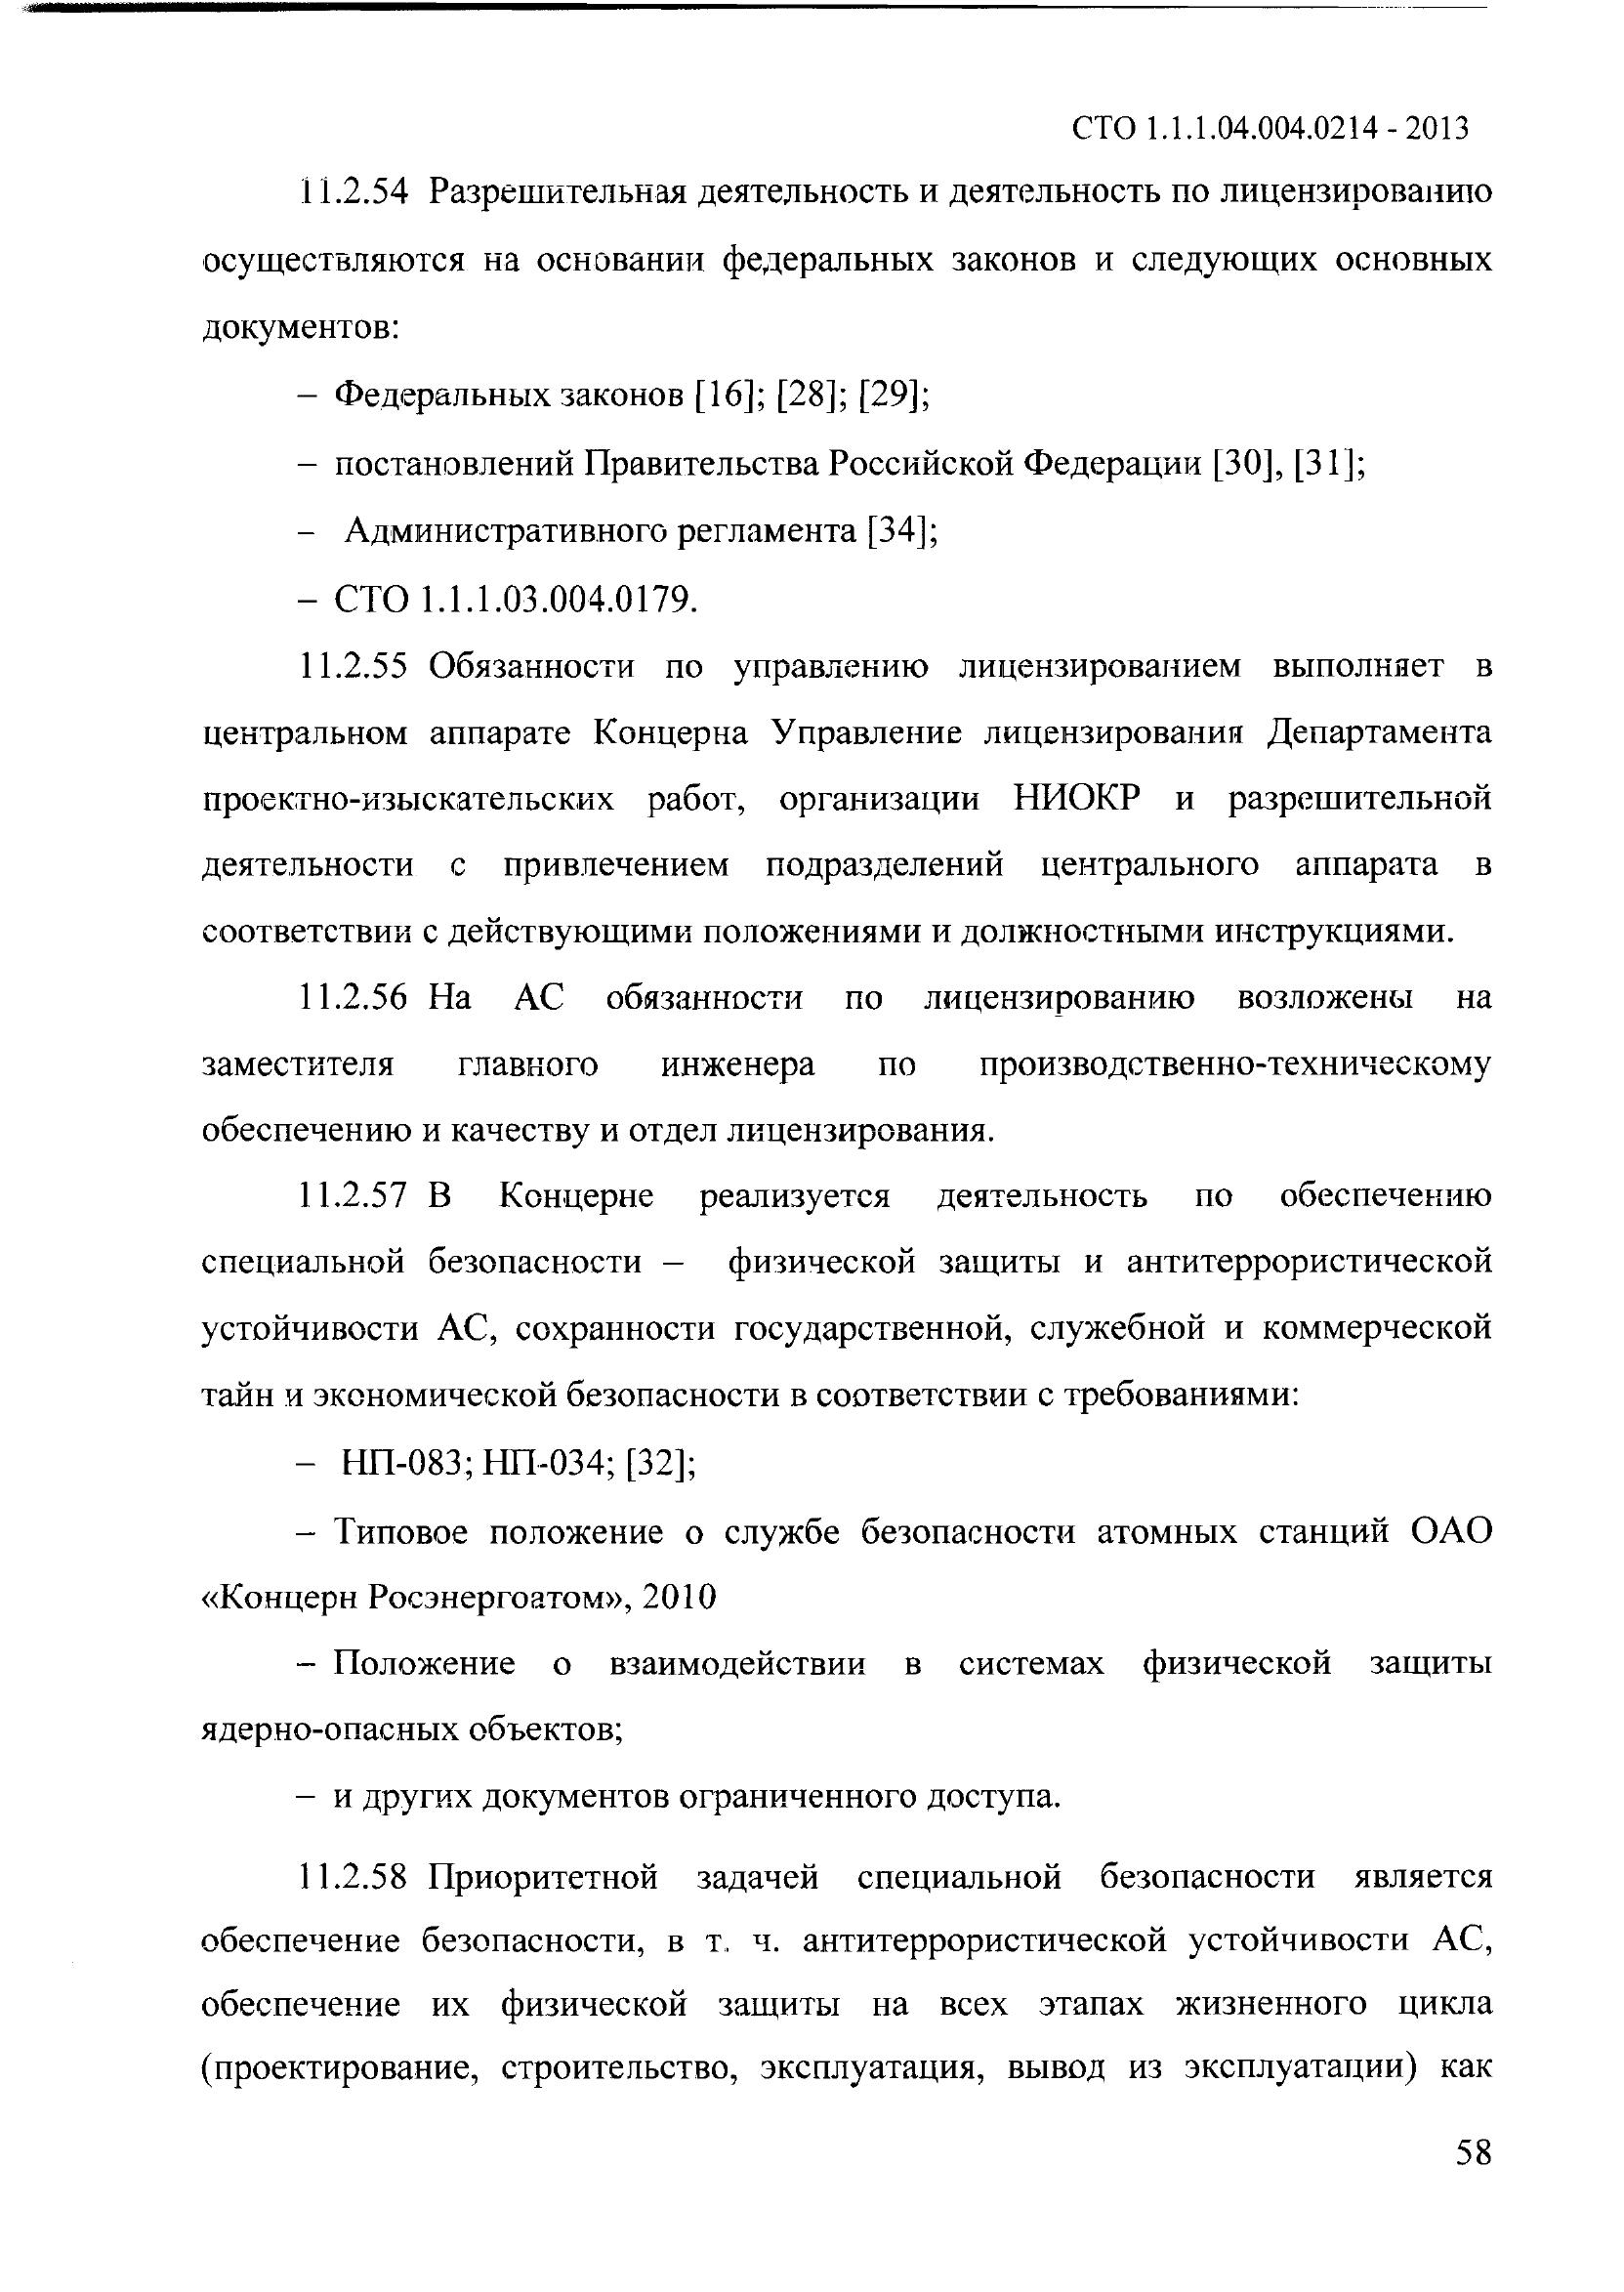 СТО 1.1.1.04.004.0214 - 2013
11.2.54 Разрешительная деятельность и деятельность по лицензированию
осуществляются на основании федеральных законов и следующих основных
документов:
– Федеральных законов [16]; [28]; [29];
– постановлений Правительства Российской Федерации [30], [31];
– Административного регламента [34];
– СТО 1.1.1.03.004.0179.
11.2.55 Обязанности по управлению лицензированием выполняет в
центральном аппарате Концерна Управление лицензирования Департамента
проектно-изыскательских работ, организации НИОКР и разрешительной
деятельности с привлечением подразделений центрального аппарата в
соответствии с действующими положениями и должностными инструкциями.
11.2.56 На АС обязанности по лицензированию возложены на
заместителя главного инженера по производственно-техническому
обеспечению и качеству и отдел лицензирования.
11.2.57 В Концерне реализуется деятельность по обеспечению
специальной безопасности – физической защиты и антитеррористической
устойчивости АС, сохранности государственной, служебной и коммерческой
тайн и экономической безопасности в соответствии с требованиями:
– НП-083; НП-034; [32];
– Типовое положение о службе безопасности атомных станций ОАО
«Концерн Росэнергоатом», 2010
– Положение о взаимодействии в системах физической защиты
ядерно-опасных объектов;
– и других документов ограниченного доступа.
11.2.58 Приоритетной задачей специальной безопасности является
обеспечение безопасности, в т. ч. антитеррористической устойчивости АС,
обеспечение их физической защиты на всех этапах жизненного цикла
(проектирование, строительство, эксплуатация, вывод из эксплуатации) как
58